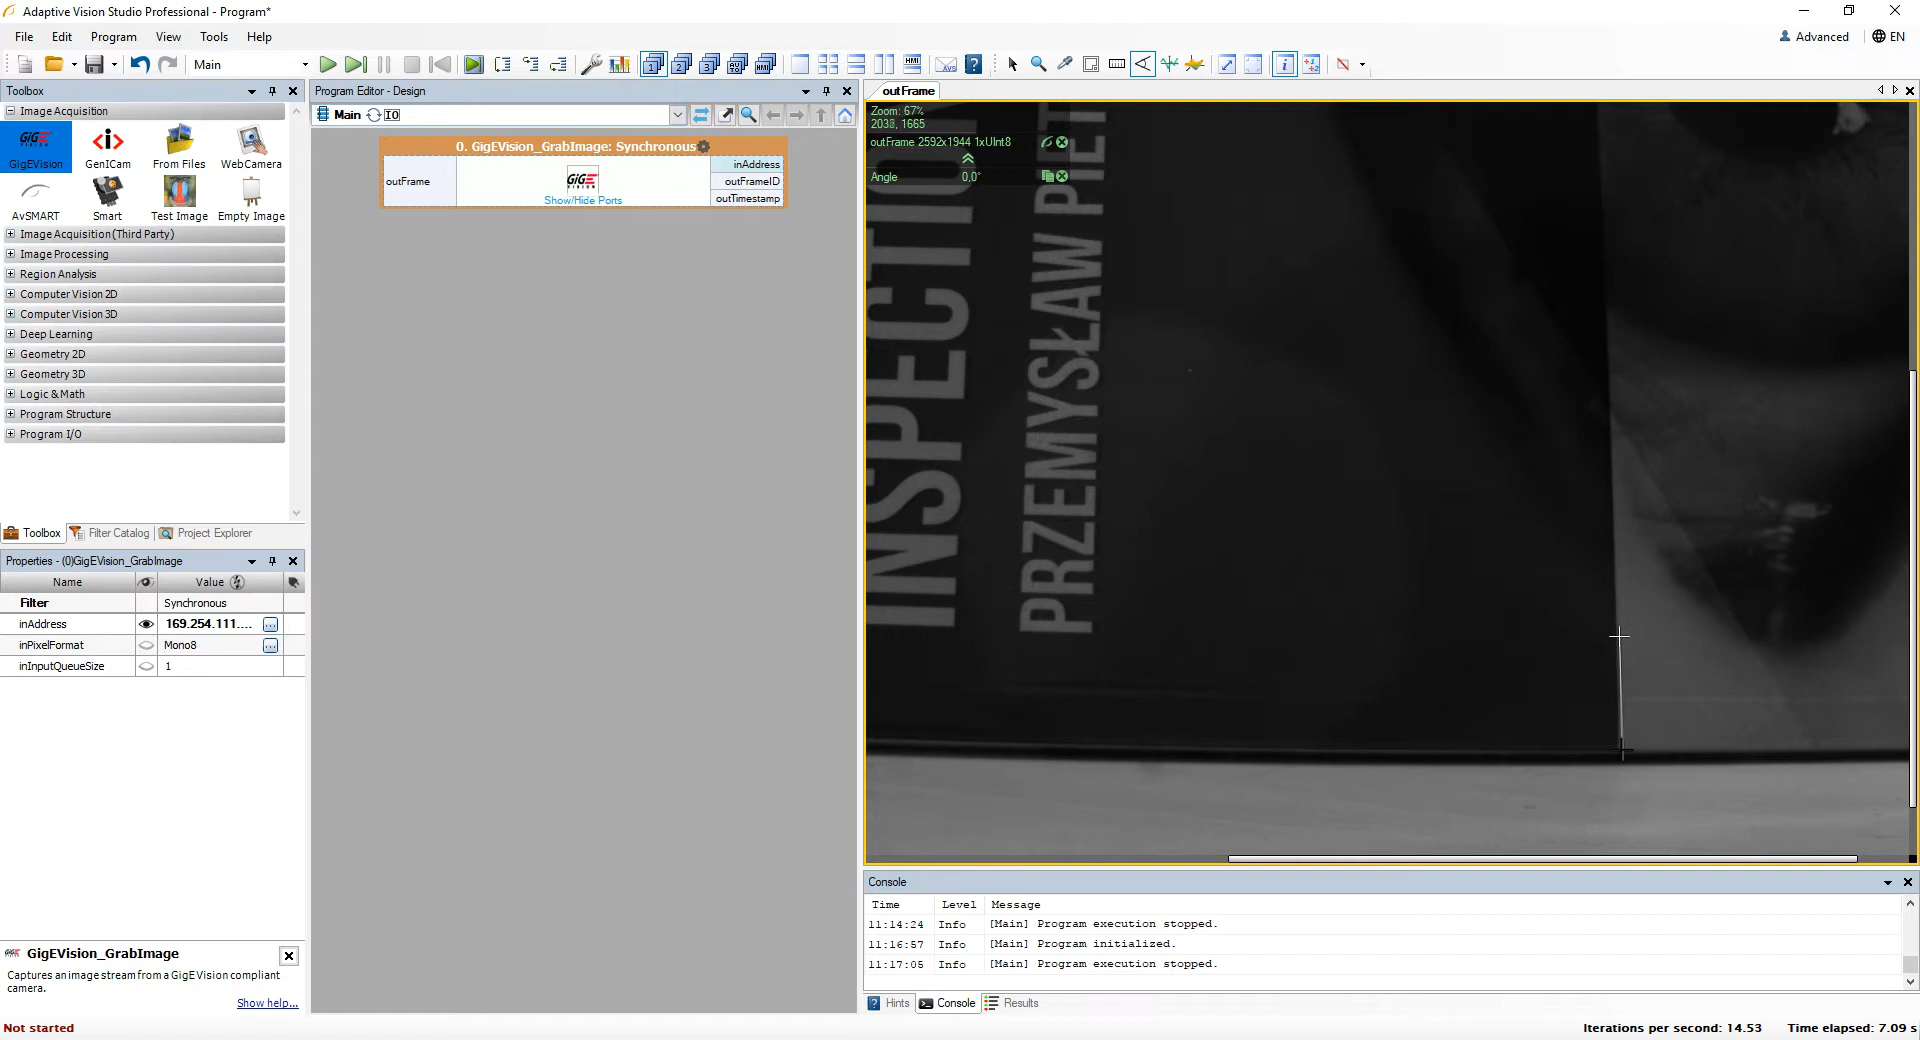 Adaptive Vision Studio Professional - Program*
File Edit Program View Tools Help
Advanced EN
Main
Toolbox
Image Acquisition
GigEVision GenICam From Files WebCamera
AvSMART Smart Test Image Empty Image
Image Acquisition (Third Party)
Image Processing
Region Analysis
Computer Vision 2D
Computer Vision 3D
Deep Learning
Geometry 2D
Geometry 3D
Logic & Math
Program Structure
Program I/O
Toolbox Filter Catalog Project Explorer
Properties - (0)GigEVision_GrabImage
Name Value
Filter Synchronous
inAddress 169.254.111....
inPixelFormat Mono8
inInputQueueSize 1
GigEVision_GrabImage
Captures an image stream from a GigE Vision compliant
camera.
Show help...
Not started
Program Editor - Design
Main IO
0. GigEVision_GrabImage: Synchronous
outFrame
GIGE VISION
Show/Hide Ports
inAddress
outFrameID
outTimestamp
outFrame
Zoom: 67%
outFrame 2592x1944 1xUInt8
Angle 0,0°
INSPECTION
PRZEMYSŁAW PIET
Console
Time Level Message
11:14:24 Info [Main] Program execution stopped.
11:16:57 Info [Main] Program initialized.
11:17:05 Info [Main] Program execution stopped.
Hints Console Results
Iterations per second: 14.53 Time elapsed: 7.09 s